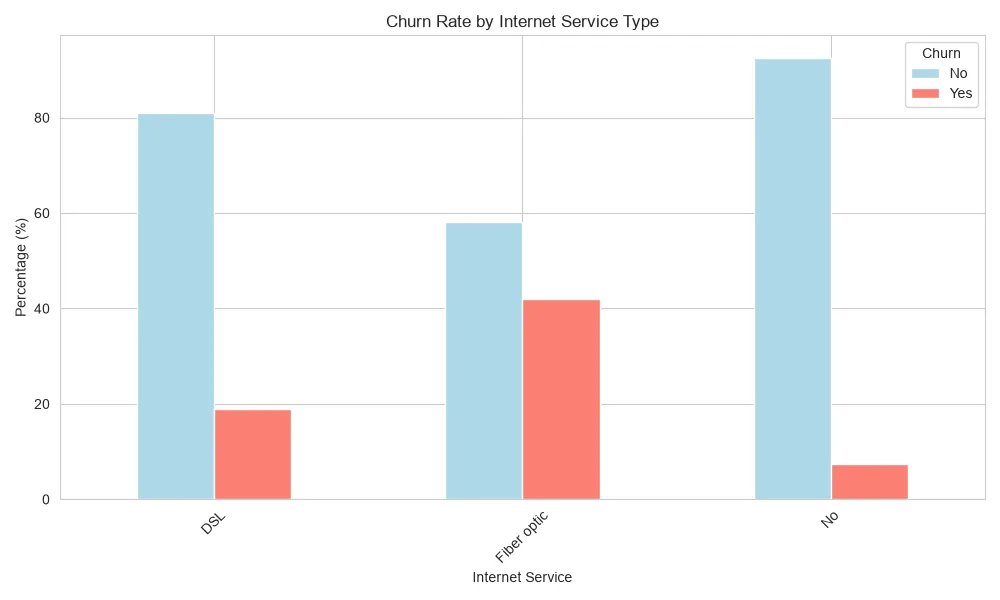 Churn Rate by Internet Service Type
Churn
No
Yes
Percentage (%)
80
60
40
20
0
DSL
Fiber optic
No
Internet Service